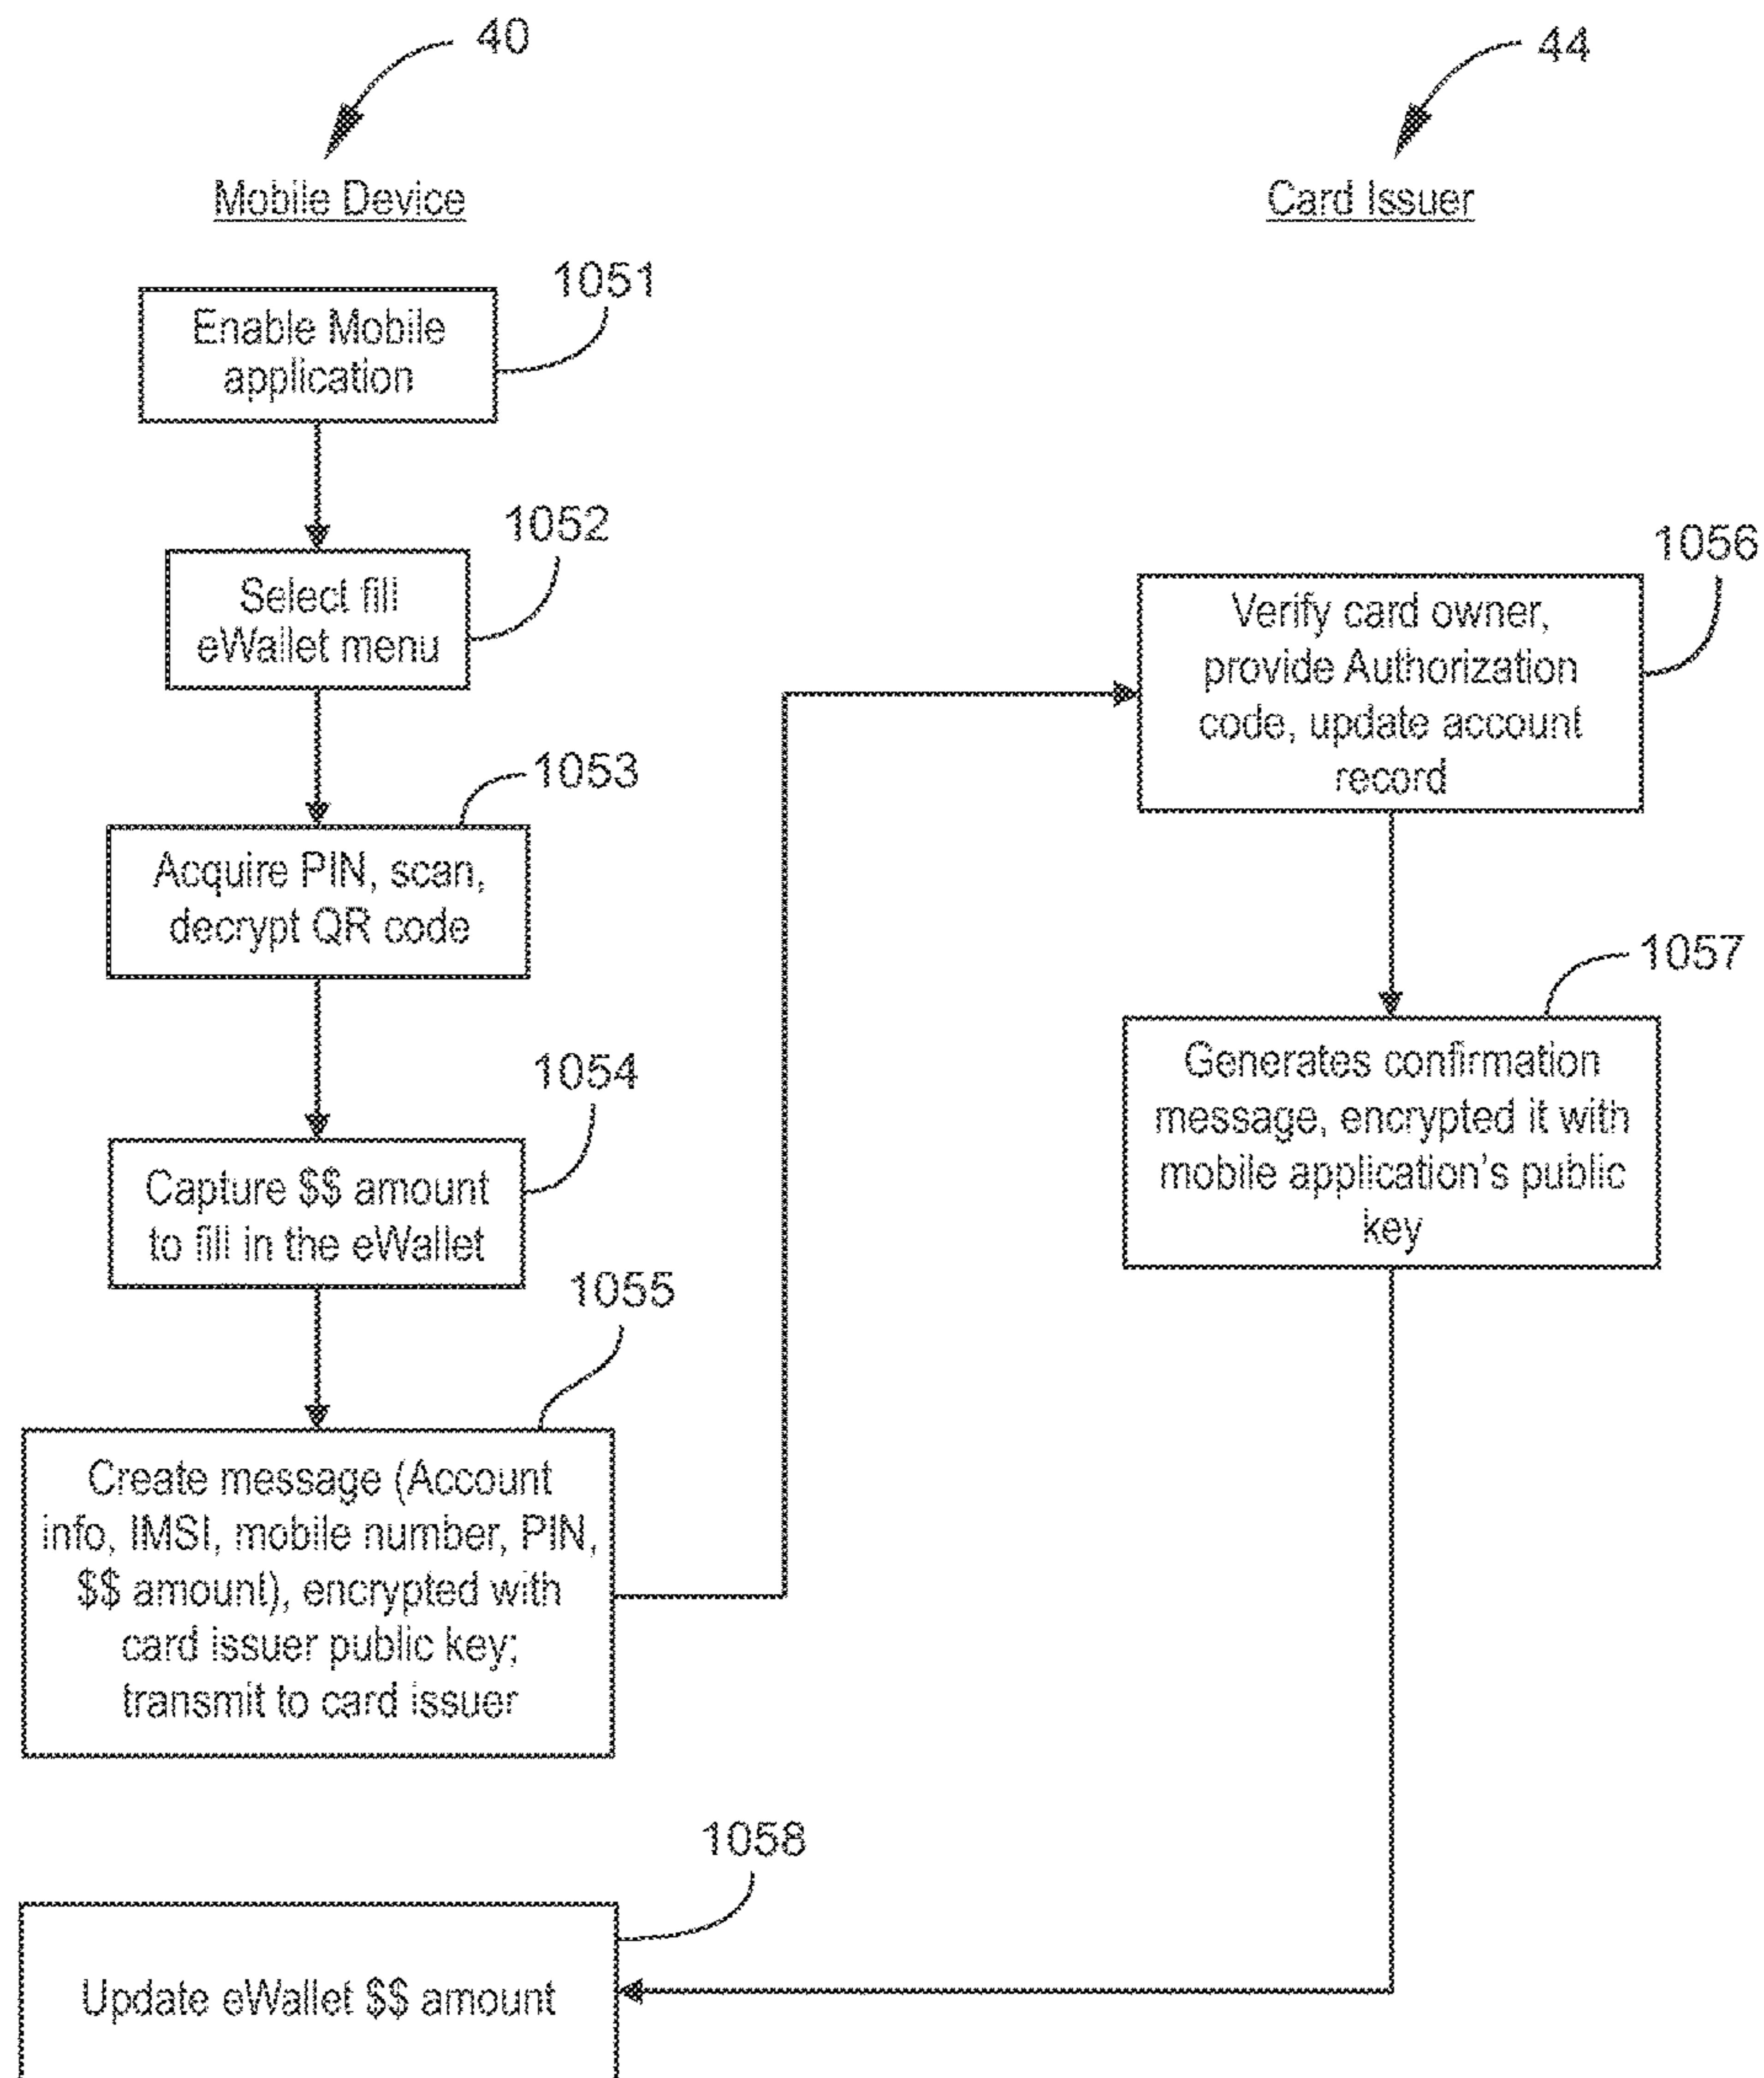 40
Mobile Device
1051
Enable Mobile
application
1052
Select fill
eWallet menu
1053
Acquire PIN, scan,
decrypt QR code
1054
Capture $$ amount
to fill in the eWallet
1055
Create message (Account
info, IMSI, mobile number, PIN,
$$ amount), encrypted with
card issuer public key;
transmit to card issuer
44
Card Issuer
1056
Verify card owner,
provide Authorization
code, update account
record
1057
Generates confirmation
message, encrypted it with
mobile application's public
key
1058
Update eWallet $$ amount